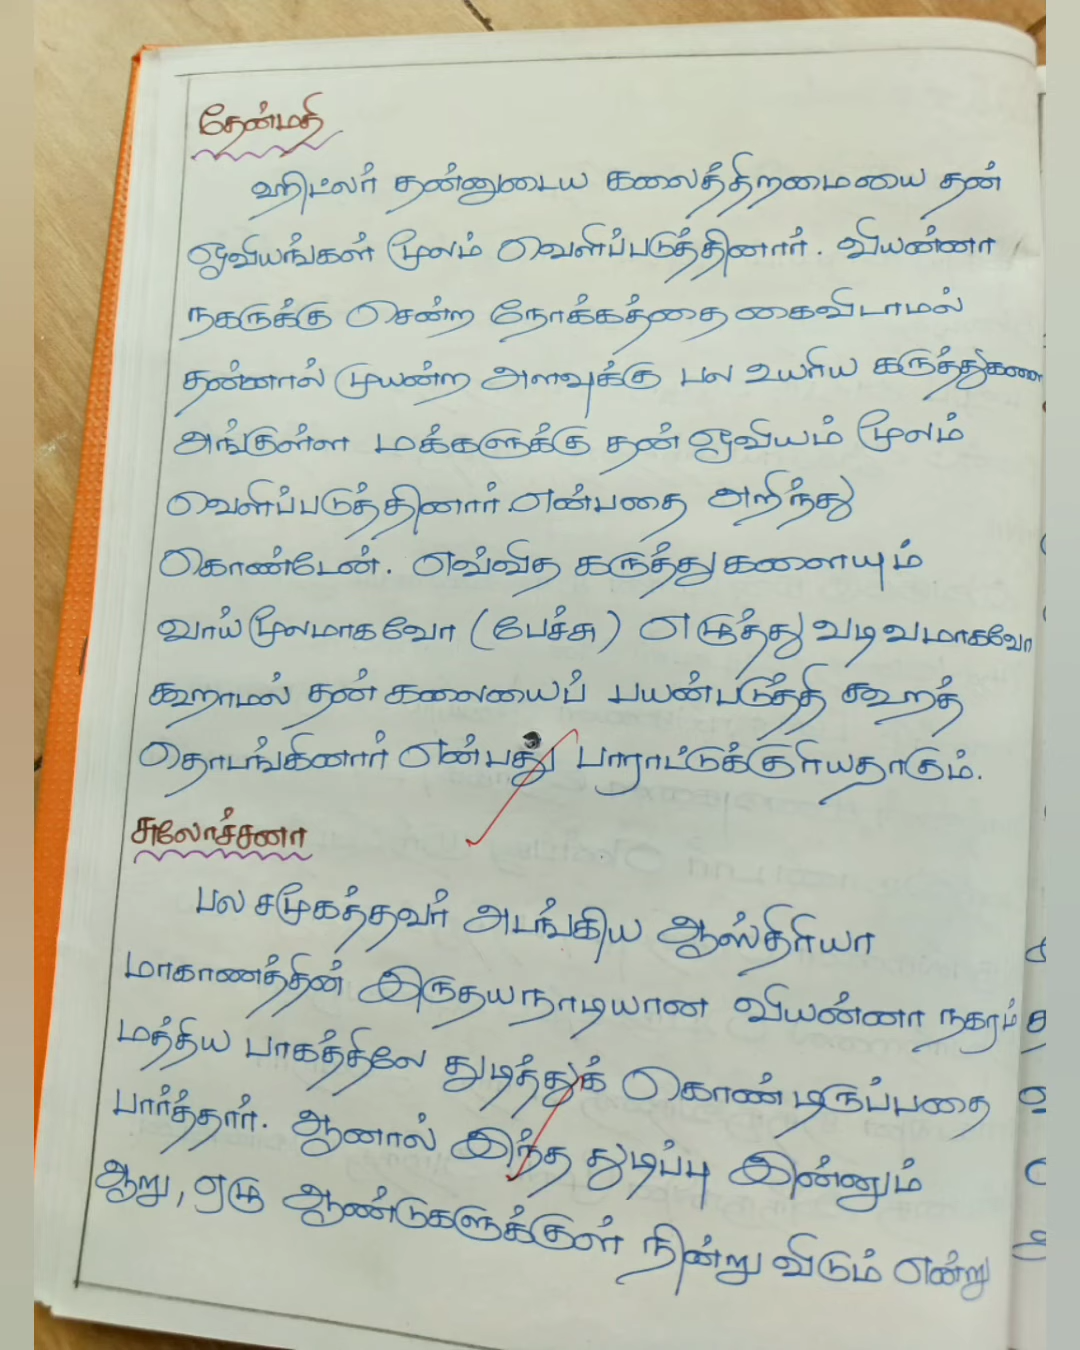 தேன்மதி
ஹிட்லர் தன்னுடைய கலைத்திறமையை தன்
ஓவியங்கள் மூலம் வெளிப்படுத்தினார். வியன்னா
நகருக்கு சென்ற நோக்கத்தை கைவிடாமல்
தன்னால் முயன்ற அளவுக்கு பல உயரிய கருத்துகளை
அங்குள்ள மக்களுக்கு தன் ஓவியம் மூலம்
வெளிப்படுத்தினார் என்பதை அறிந்து
கொண்டேன். எவ்வித கருத்துகளையும்
வாய்மூலமாகவோ (பேச்சு) எழுத்து வடிவமாகவோ
கூறாமல் தன் கலையைப் பயன்படுத்தி கூறத்
தொடங்கினார் என்பது பாராட்டுக்குரியதாகும்.
சுலோச்சனா
பல சமூகத்தவர் அடங்கிய ஆஸ்திரியா
மாகாணத்தின் இருதயநாடியான வியன்னா நகரம்
மத்திய பாகத்திலே துடித்துக் கொண்டிருப்பதை
பார்த்தார். ஆனால் இந்த துடிப்பு இன்னும்
ஆறு, ஏழு ஆண்டுகளுக்குள் நின்று விடும் என்று